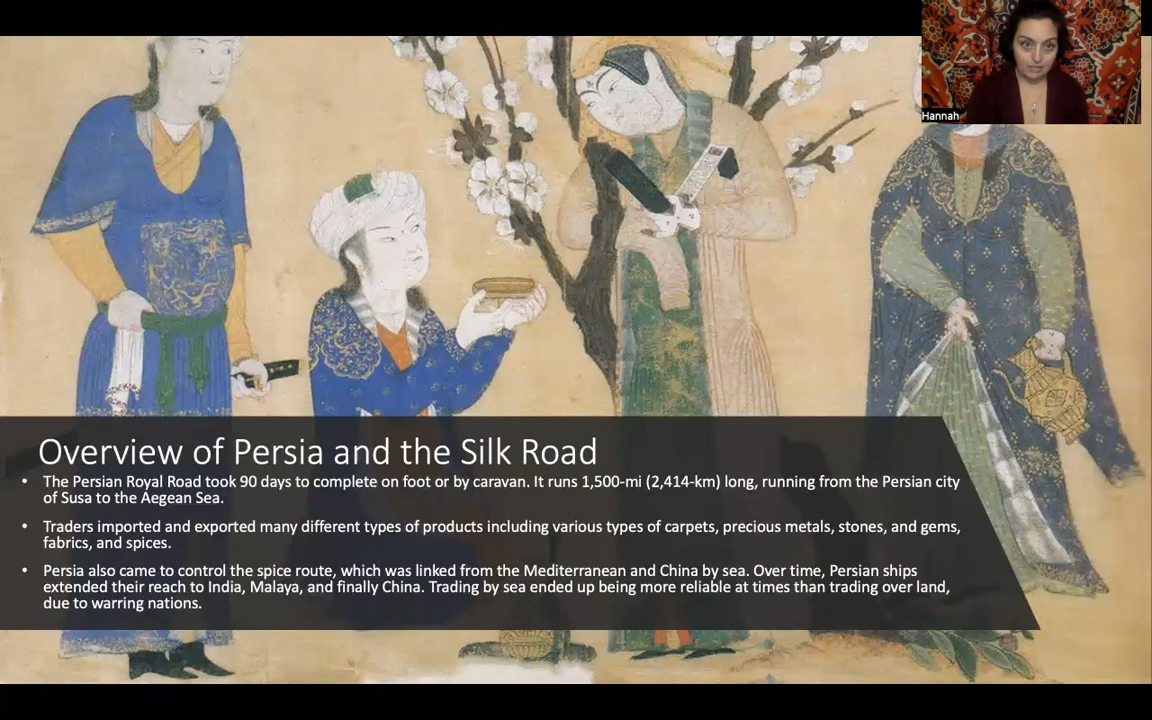 Hannah
Overview of Persia and the Silk Road
• The Persian Royal Road took 90 days to complete on foot or by caravan. It runs 1,500-mi (2,414-km) long, running from the Persian city
of Susa to the Aegean Sea.
• Traders imported and exported many different types of products including various types of carpets, precious metals, stones, and gems,
fabrics, and spices.
• Persia also came to control the spice route, which was linked from the Mediterranean and China by sea. Over time, Persian ships
extended their reach to India, Malaya, and finally China. Trading by sea ended up being more reliable at times than trading over land,
due to warring nations.